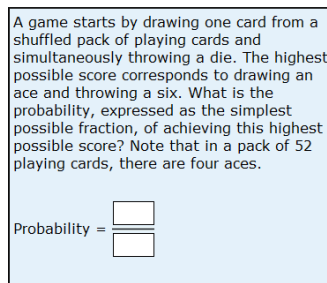 A game starts by drawing one card from a
shuffled pack of playing cards and
simultaneously throwing a die. The highest
possible score corresponds to drawing an
ace and throwing a six. What is the
probability, expressed as the simplest
possible fraction, of achieving this highest
possible score? Note that in a pack of 52
playing cards, there are four aces.
Probability =